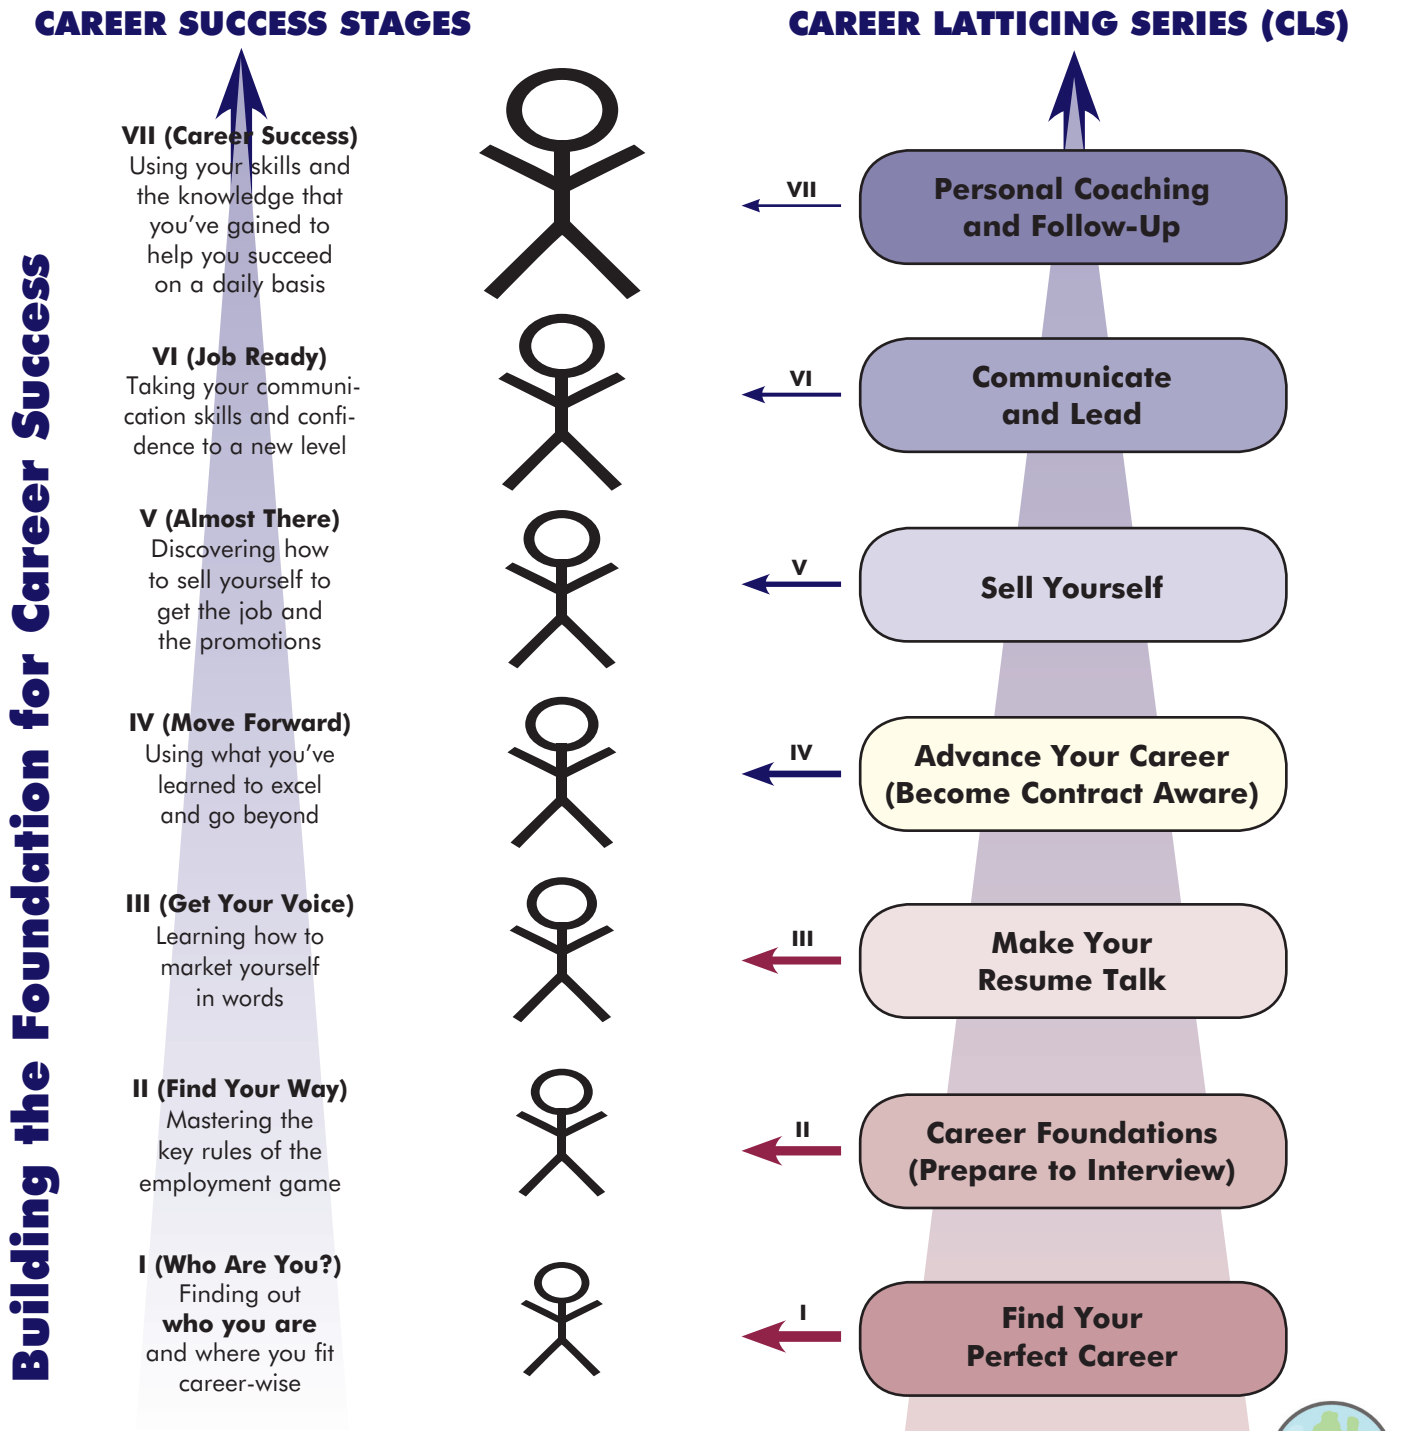 CAREER SUCCESS STAGES
CAREER LATTICING SERIES (CLS)
Building the Foundation for Career Success
VII (Career Success)
Using your skills and
the knowledge that
you've gained to
help you succeed
on a daily basis
VII
Personal Coaching
and Follow-Up
VI (Job Ready)
Taking your communi-
cation skills and confi-
dence to a new level
VI
Communicate
and Lead
V (Almost There)
Discovering how
to sell yourself to
get the job and
the promotions
V
Sell Yourself
IV (Move Forward)
Using what you've
learned to excel
and go beyond
IV
Advance Your Career
(Become Contract Aware)
III (Get Your Voice)
Learning how to
market yourself
in words
III
Make Your
Resume Talk
II (Find Your Way)
Mastering the
key rules of the
employment game
II
Career Foundations
(Prepare to Interview)
I (Who Are You?)
Finding out
who you are
and where you fit
career-wise
I
Find Your
Perfect Career